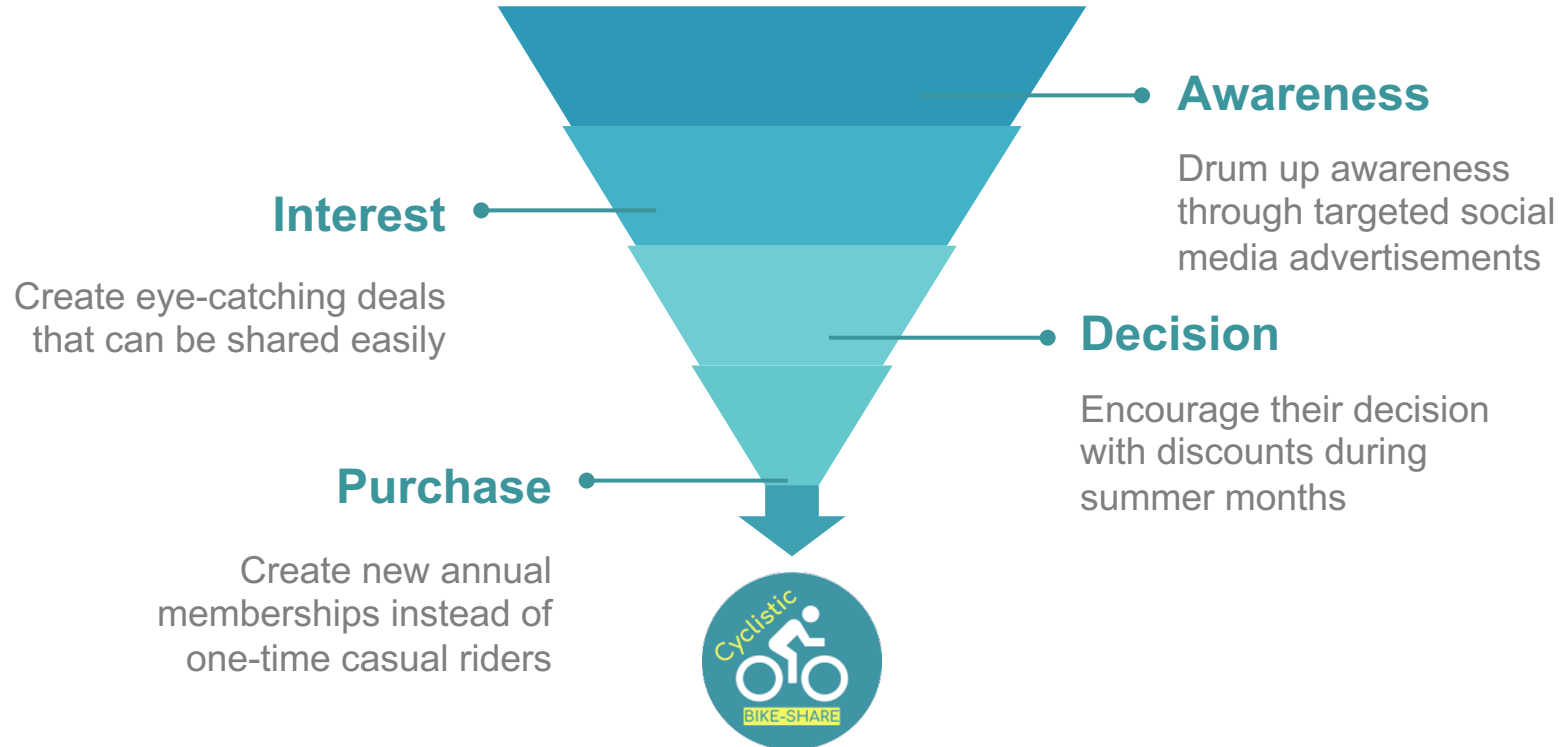 Awareness
Drum up awareness
through targeted social
media advertisements
Interest
Create eye-catching deals
that can be shared easily
Decision
Encourage their decision
with discounts during
summer months
Purchase
Create new annual
memberships instead of
one-time casual riders
Cyclistic
BIKE-SHARE